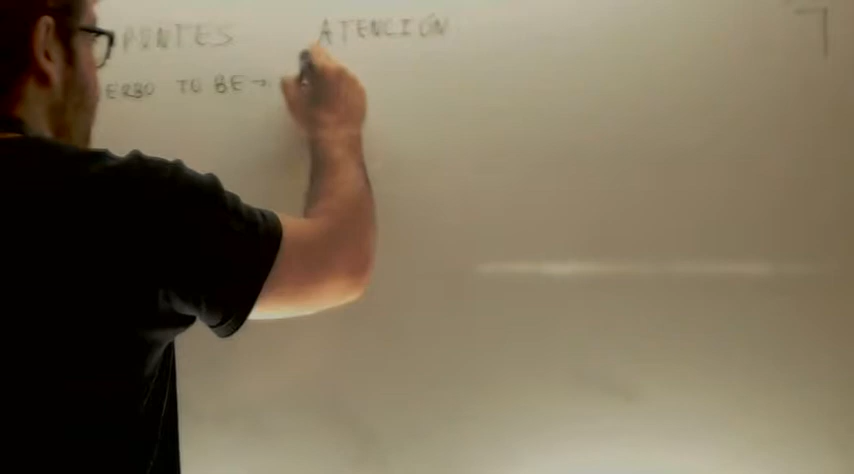 PUNTES ATENCIÓN
ERBO TO BE →